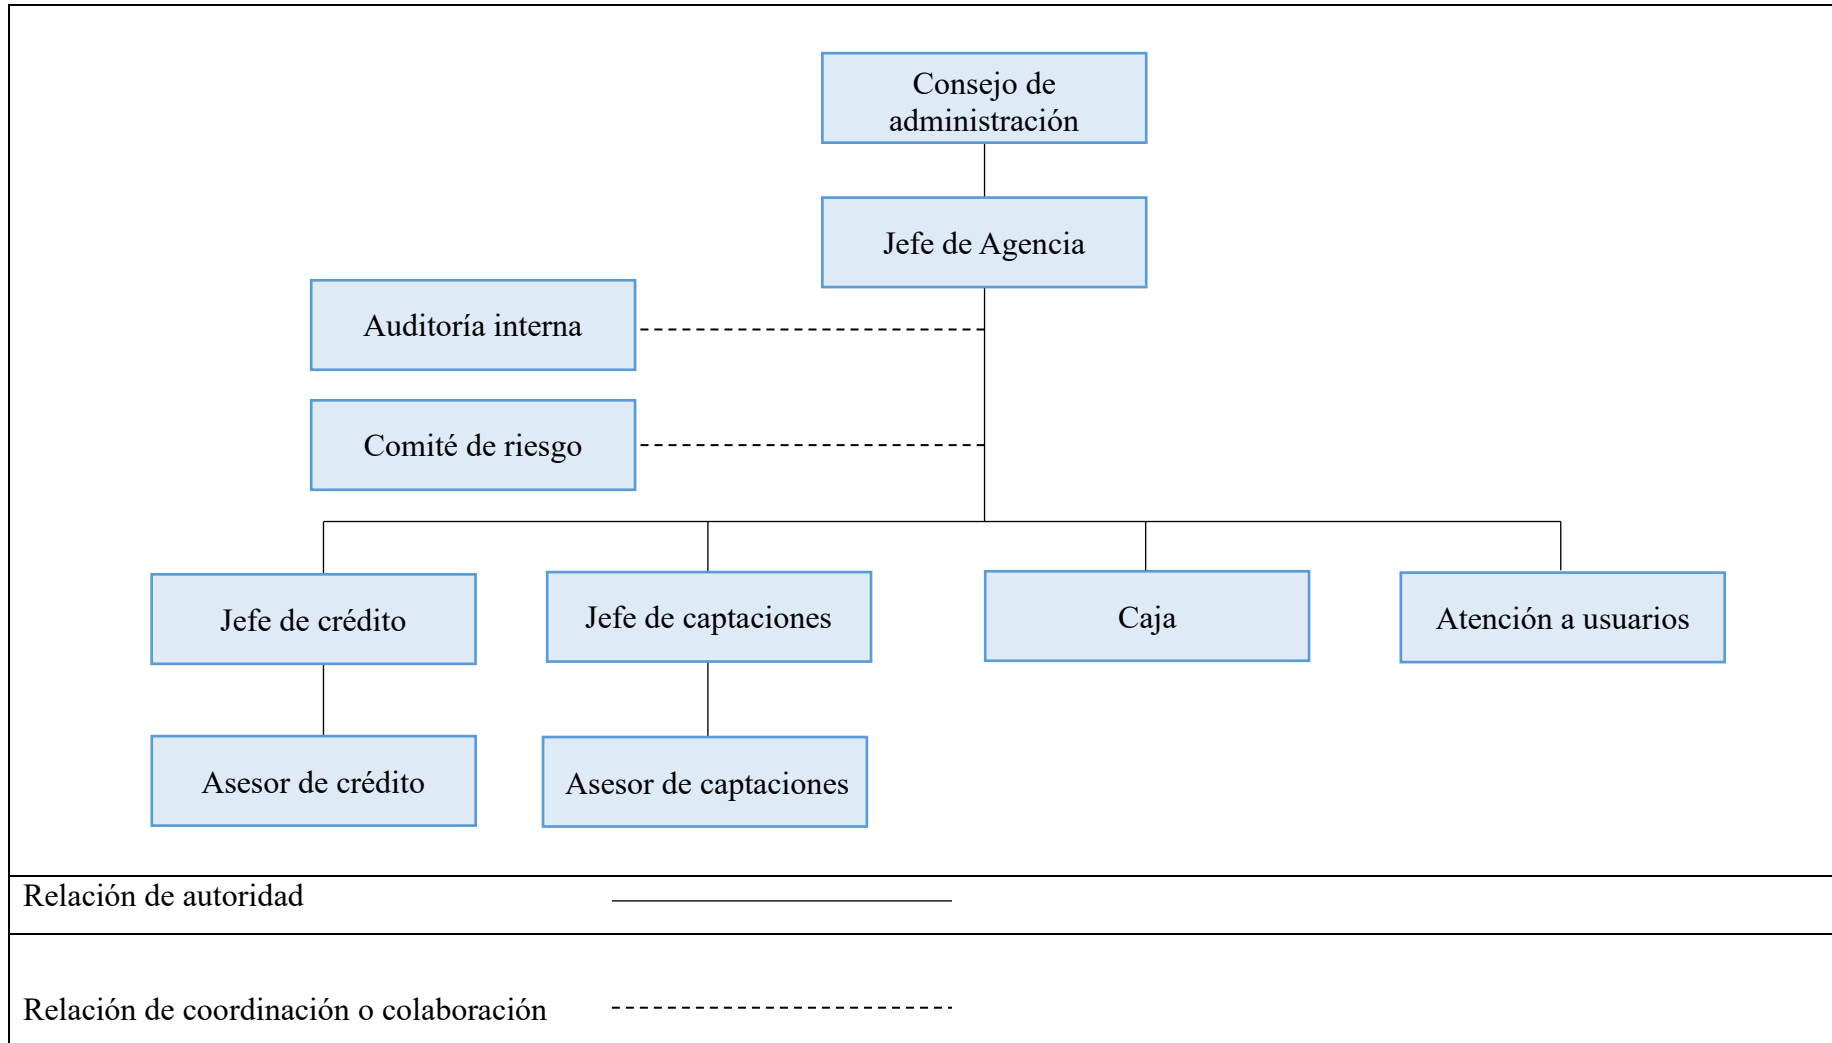 Consejo de
administración
Jefe de Agencia
Auditoría interna
Comité de riesgo
Jefe de crédito
Jefe de captaciones
Caja
Atención a usuarios
Asesor de crédito
Asesor de captaciones
Relación de autoridad
Relación de coordinación o colaboración